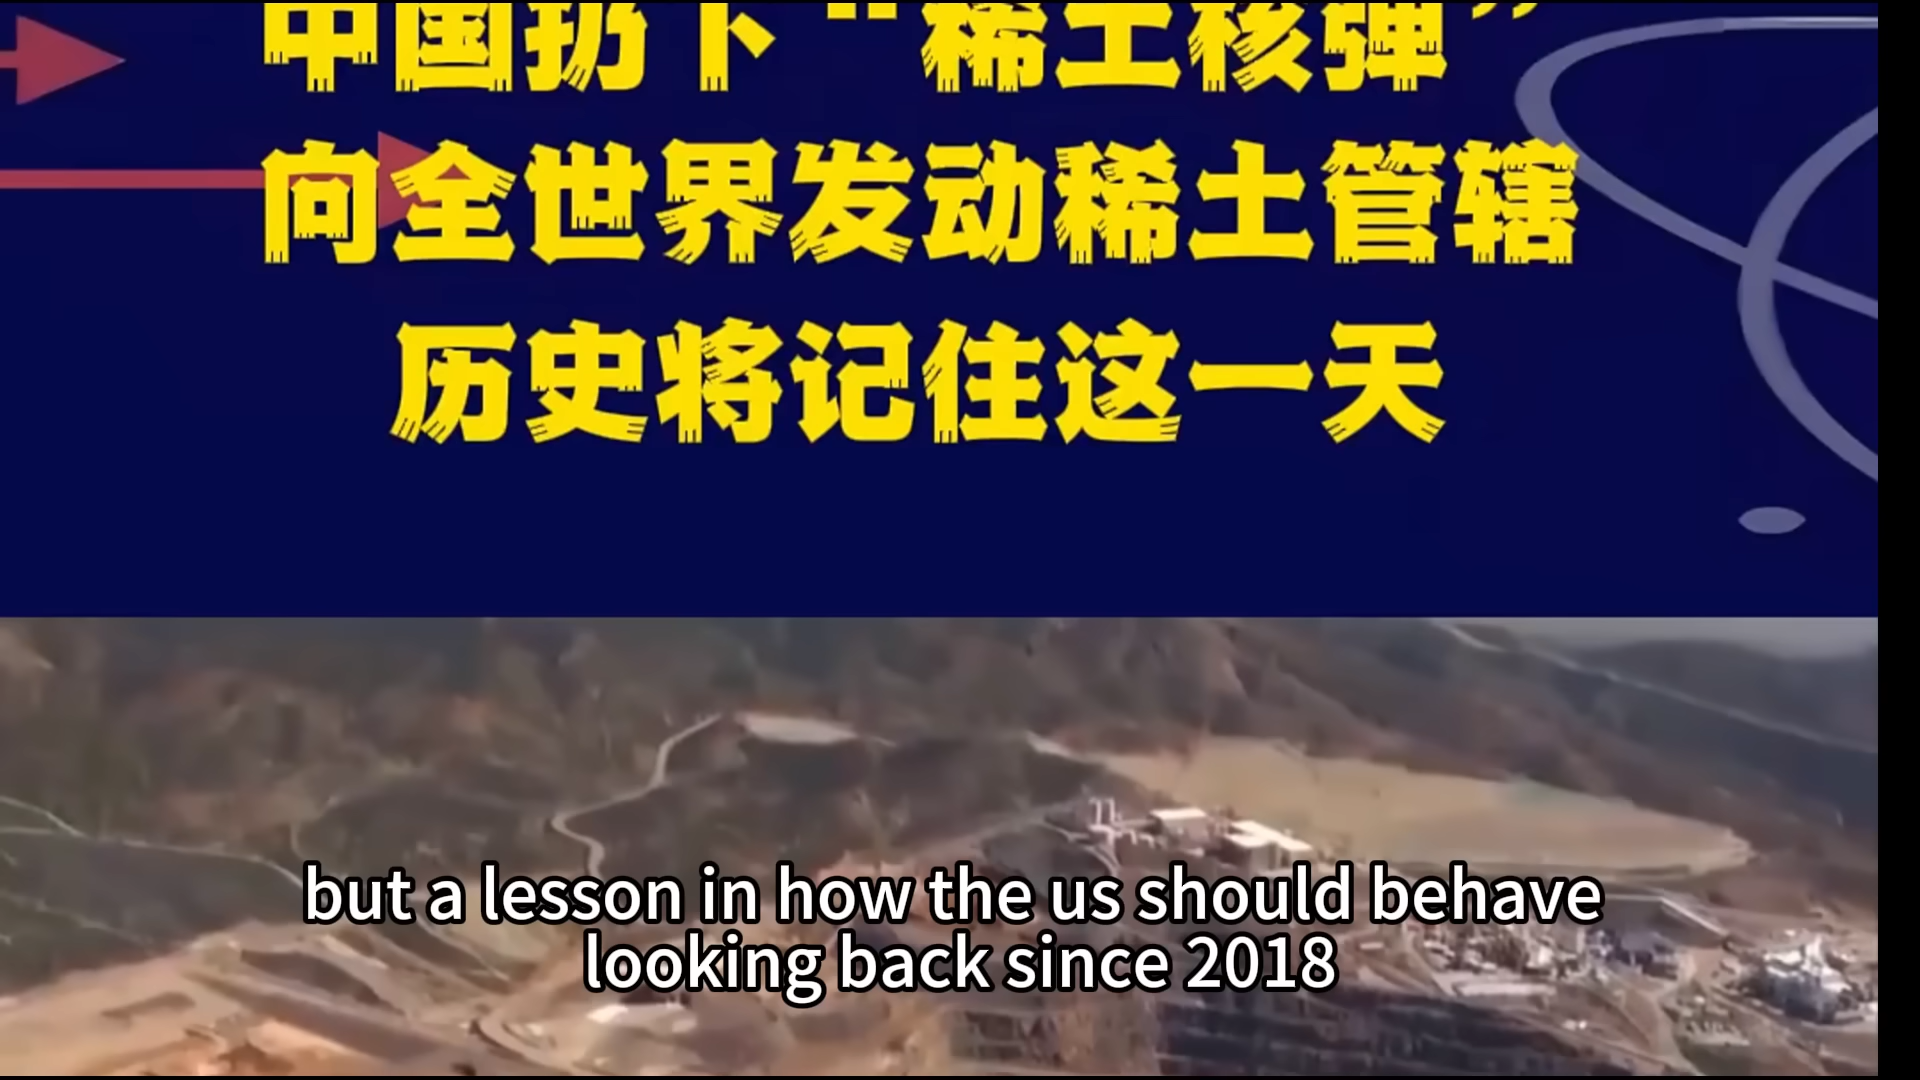 中国扔下“稀土核弹”
向全世界发动稀土管辖
历史将记住这一天
but a lesson in how the us should behave
looking back since 2018